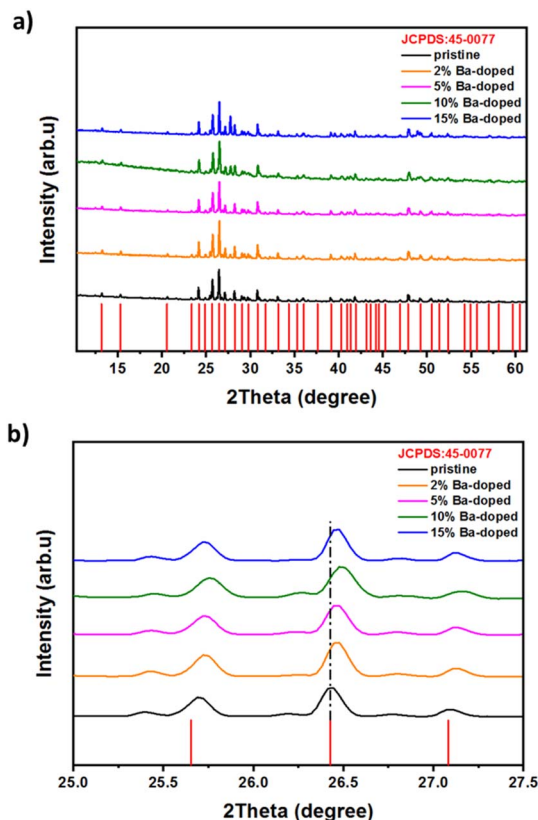 a)
JCPDS:45-0077
pristine
2% Ba-doped
5% Ba-doped
10% Ba-doped
15% Ba-doped
Intensity (arb.u)
15 20 25 30 35 40 45 50 55 60
2Theta (degree)
b)
JCPDS:45-0077
pristine
2% Ba-doped
5% Ba-doped
10% Ba-doped
15% Ba-doped
Intensity (arb.u)
25.0 25.5 26.0 26.5 27.0 27.5
2Theta (degree)